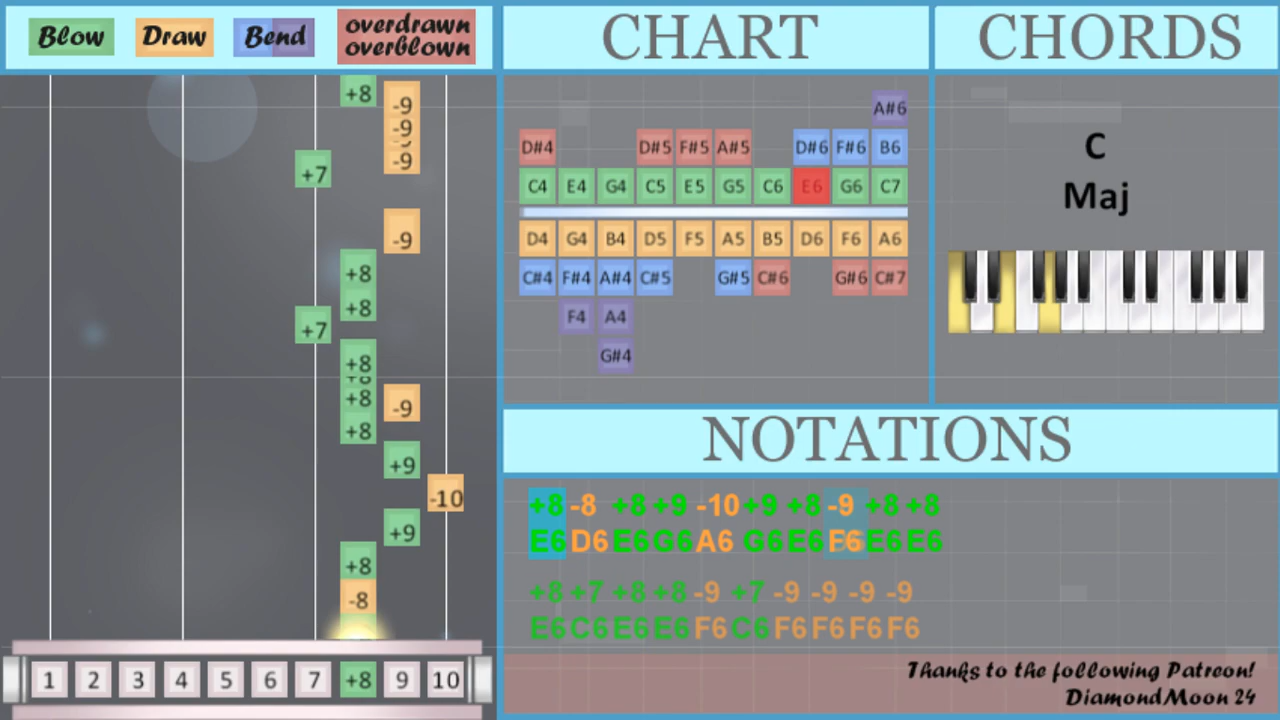 Blow Draw Bend overdrawn
overblown
CHART
CHORDS
+8
-9
-9
-9
+7
-9
+8
+8
+7
+8
+8
+8
-9
+8
+9
-10
+9
+8
-8
1 2 3 4 5 6 7 +8 9 10
A#6
D#4 D#5 F#5 A#5 D#6 F#6 B6
C4 E4 G4 C5 E5 G5 C6 E6 G6 C7
D4 G4 B4 D5 F5 A5 B5 D6 F6 A6
C#4 F#4 A#4 C#5 G#5 C#6 G#6 C#7
F4 A4
G#4
C
Maj
NOTATIONS
+8 -8 +8 +9 -10 +9 +8 -9 +8 +8
E6 D6 E6 G6 A6 G6 E6 F6 E6 E6
+8 +7 +8 +8 -9 +7 -9 -9 -9 -9
E6 C6 E6 E6 F6 C6 F6 F6 F6 F6
Thanks to the following Patreon!
DiamondMoon 24